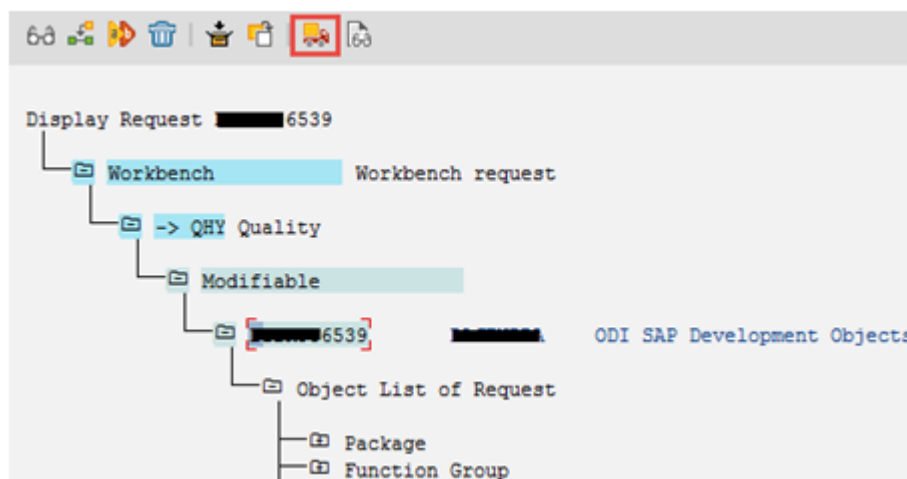 Display Request 6539
Workbench Workbench request
-> QHY Quality
Modifiable
6539 ODI SAP Development Objects
Object List of Request
Package
Function Group